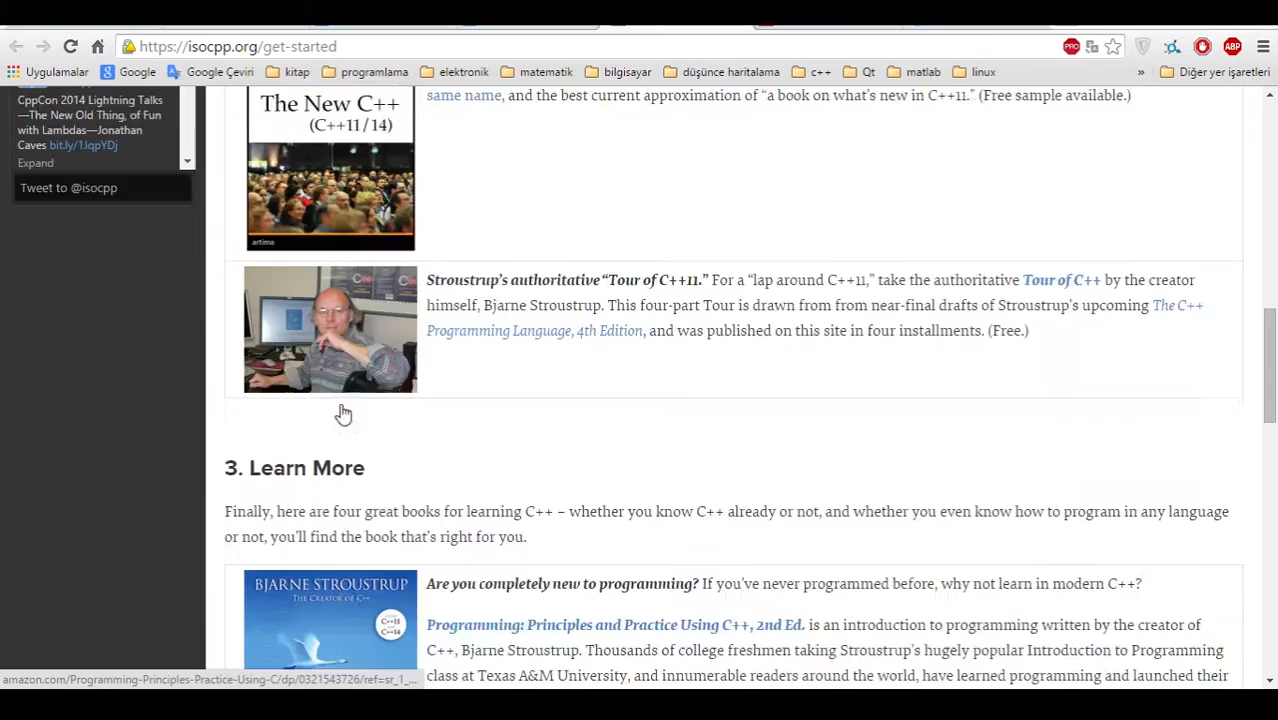 https://isocpp.org/get-started
PRO
ABP
Uygulamalar
Google
Google Çeviri
kitap
programlama
elektronik
matematik
bilgisayar
düşünce haritalama
c++
Qt
matlab
linux
»
Diğer yer işaretleri
CppCon 2014 Lightning Talks
—The New Old Thing, of Fun
with Lambdas—Jonathan
Caves bit.ly/1JqpYDj
Expand
Tweet to @isocpp
The New C++
(C++11/14)
artima
same name, and the best current approximation of “a book on what’s new in C++11.” (Free sample available.)
Stroustrup’s authoritative “Tour of C++11.” For a “lap around C++11,” take the authoritative Tour of C++ by the creator
himself, Bjarne Stroustrup. This four-part Tour is drawn from from near-final drafts of Stroustrup’s upcoming The C++
Programming Language, 4th Edition, and was published on this site in four installments. (Free.)
3. Learn More
Finally, here are four great books for learning C++ – whether you know C++ already or not, and whether you even know how to program in any language
or not, you’ll find the book that’s right for you.
BJARNE STROUSTRUP
THE CREATOR OF C++
C++11
C++14
Are you completely new to programming? If you’ve never programmed before, why not learn in modern C++?
Programming: Principles and Practice Using C++, 2nd Ed. is an introduction to programming written by the creator of
C++, Bjarne Stroustrup. Thousands of college freshmen taking Stroustrup’s hugely popular Introduction to Programming
class at Texas A&M University, and innumerable readers around the world, have learned programming and launched their
amazon.com/Programming-Principles-Practice-Using-C/dp/0321543726/ref=sr_1_...